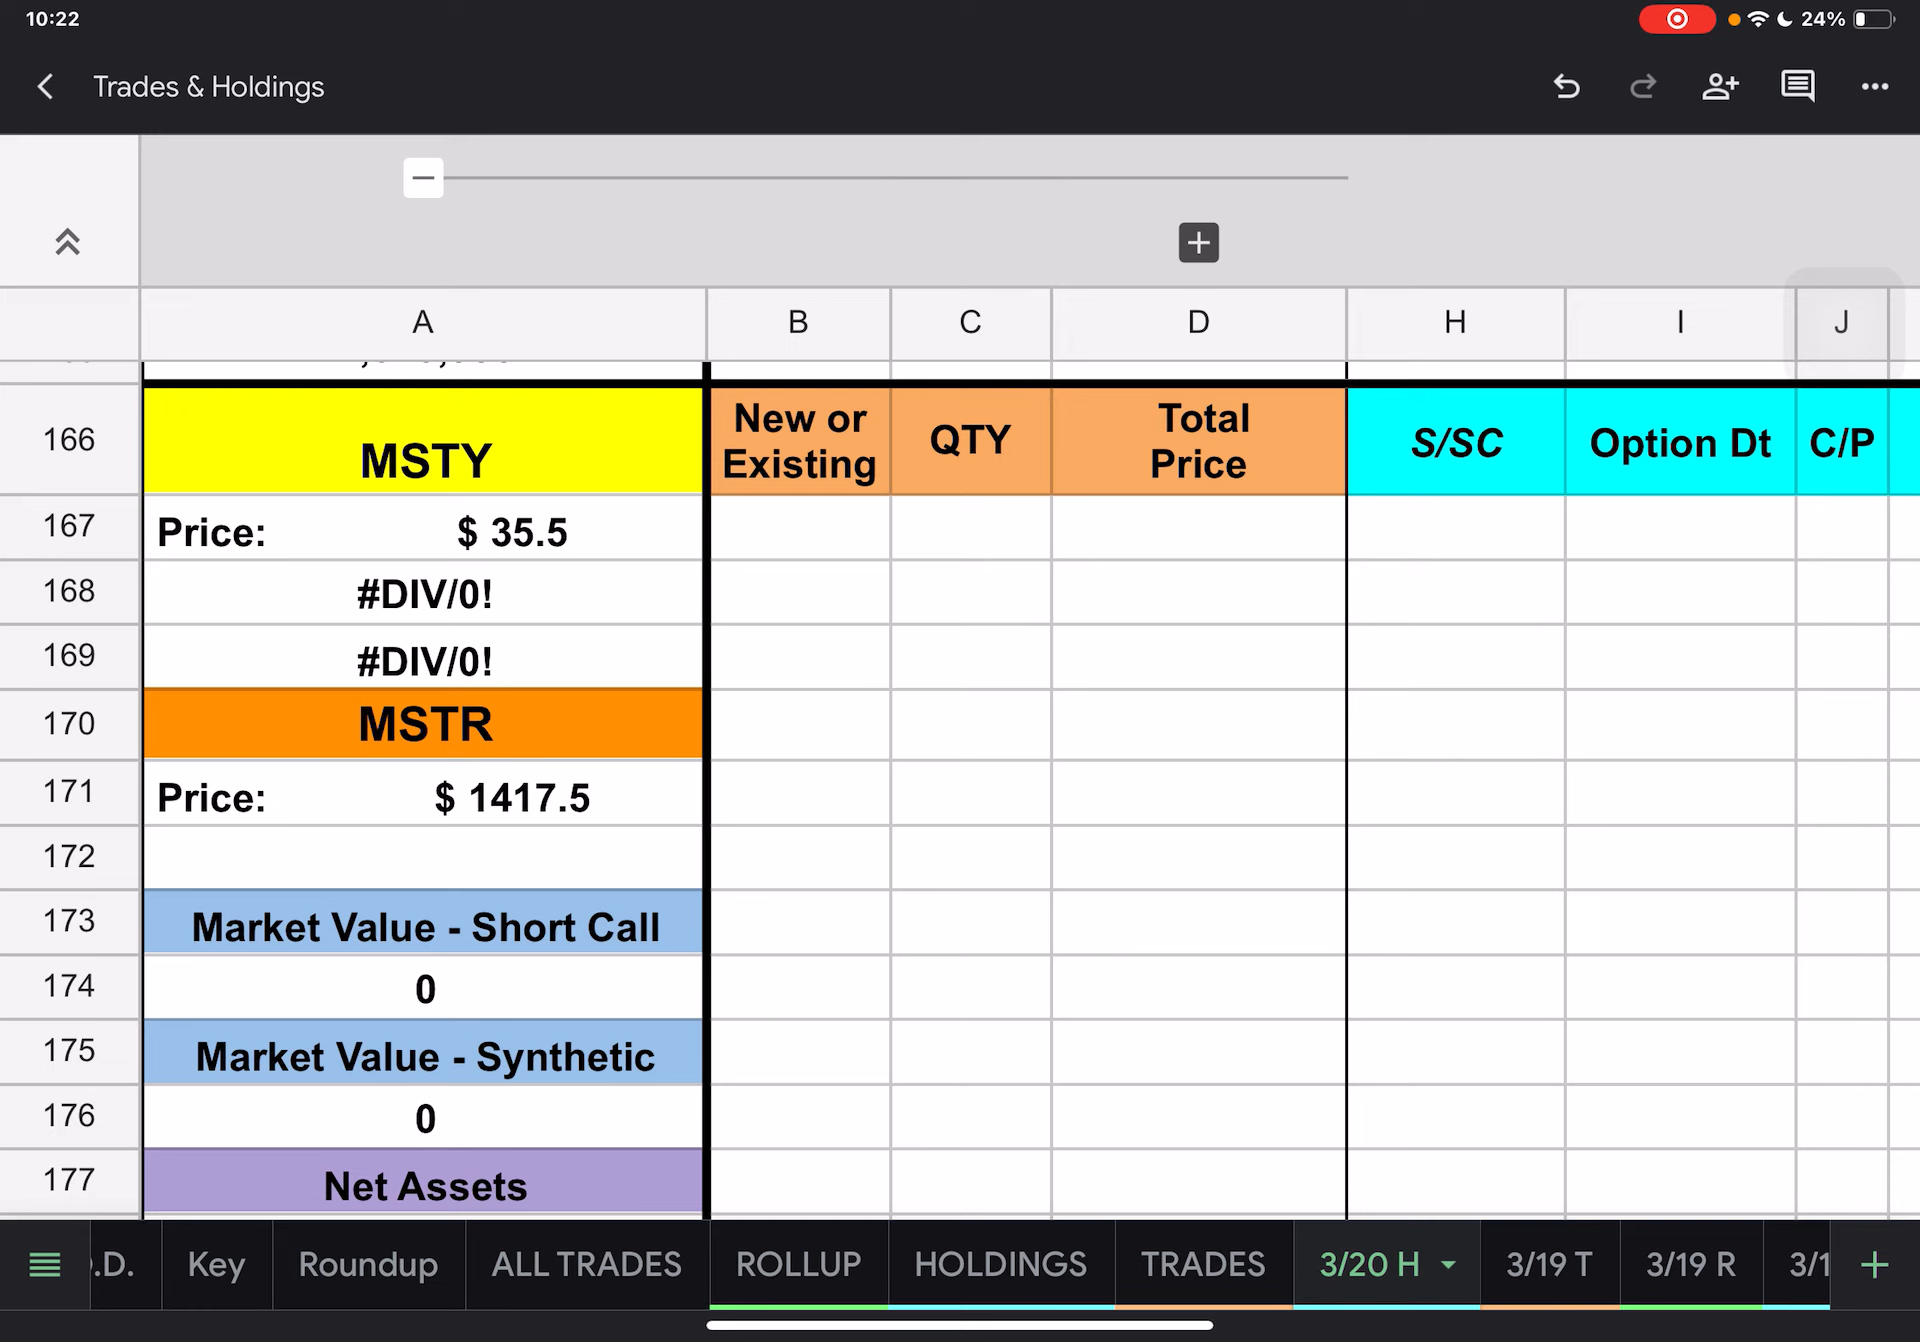 10:22
24%
Trades & Holdings
A B C D H I J
166 MSTY New or Existing QTY Total Price S/SC Option Dt C/P
167 Price: $ 35.5
168 #DIV/0!
169 #DIV/0!
170 MSTR
171 Price: $ 1417.5
172
173 Market Value - Short Call
174 0
175 Market Value - Synthetic
176 0
177 Net Assets
.D. Key Roundup ALL TRADES ROLLUP HOLDINGS TRADES 3/20 H 3/19 T 3/19 R 3/1